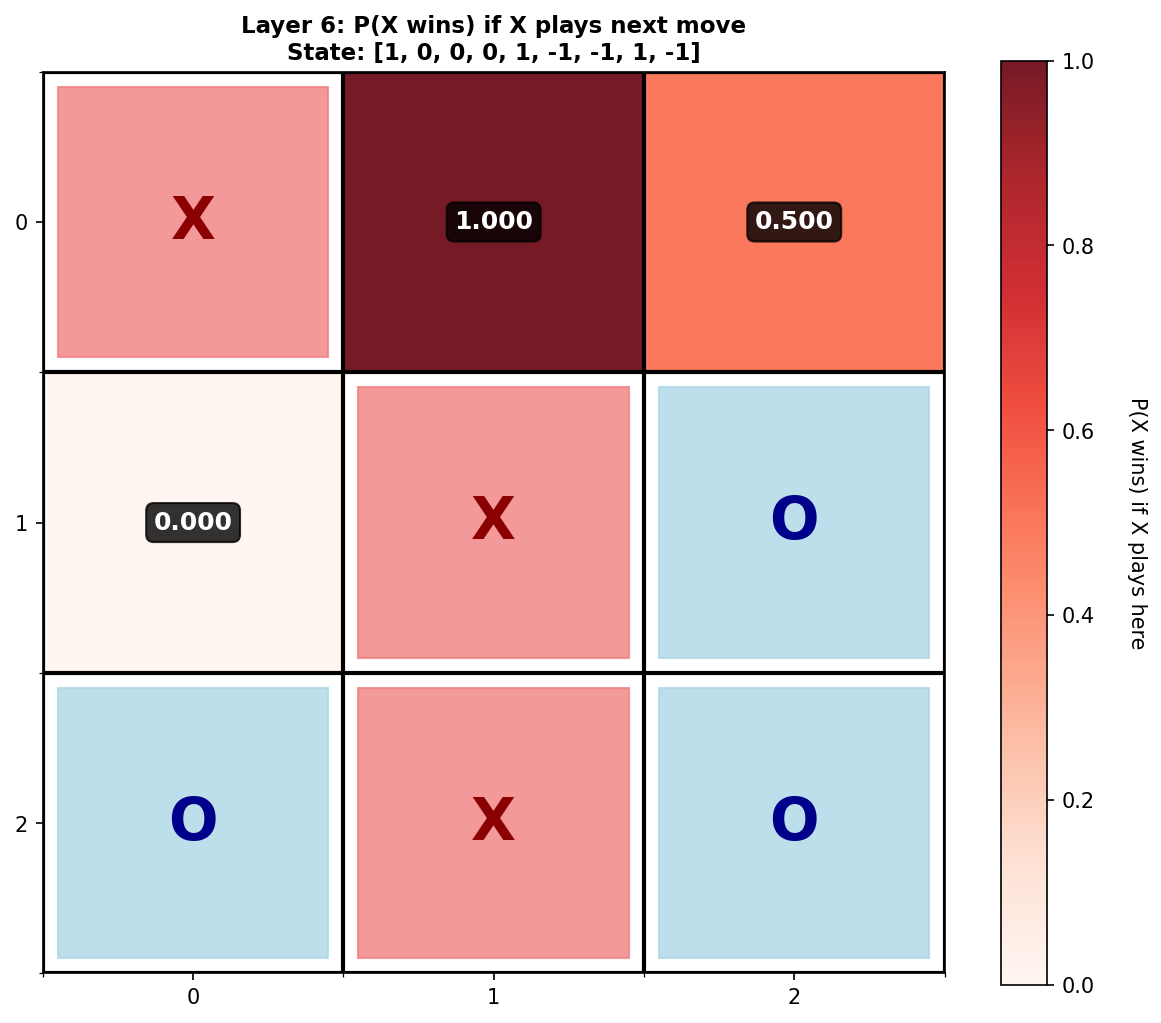 Layer 6: P(X wins) if X plays next move
State: [1, 0, 0, 0, 1, -1, -1, 1, -1]
X 1.000 0.500
0.000 X O
O X O
0
1
2
0 1 2
1.0
0.8
0.6
0.4
0.2
0.0
P(X wins) if X plays here